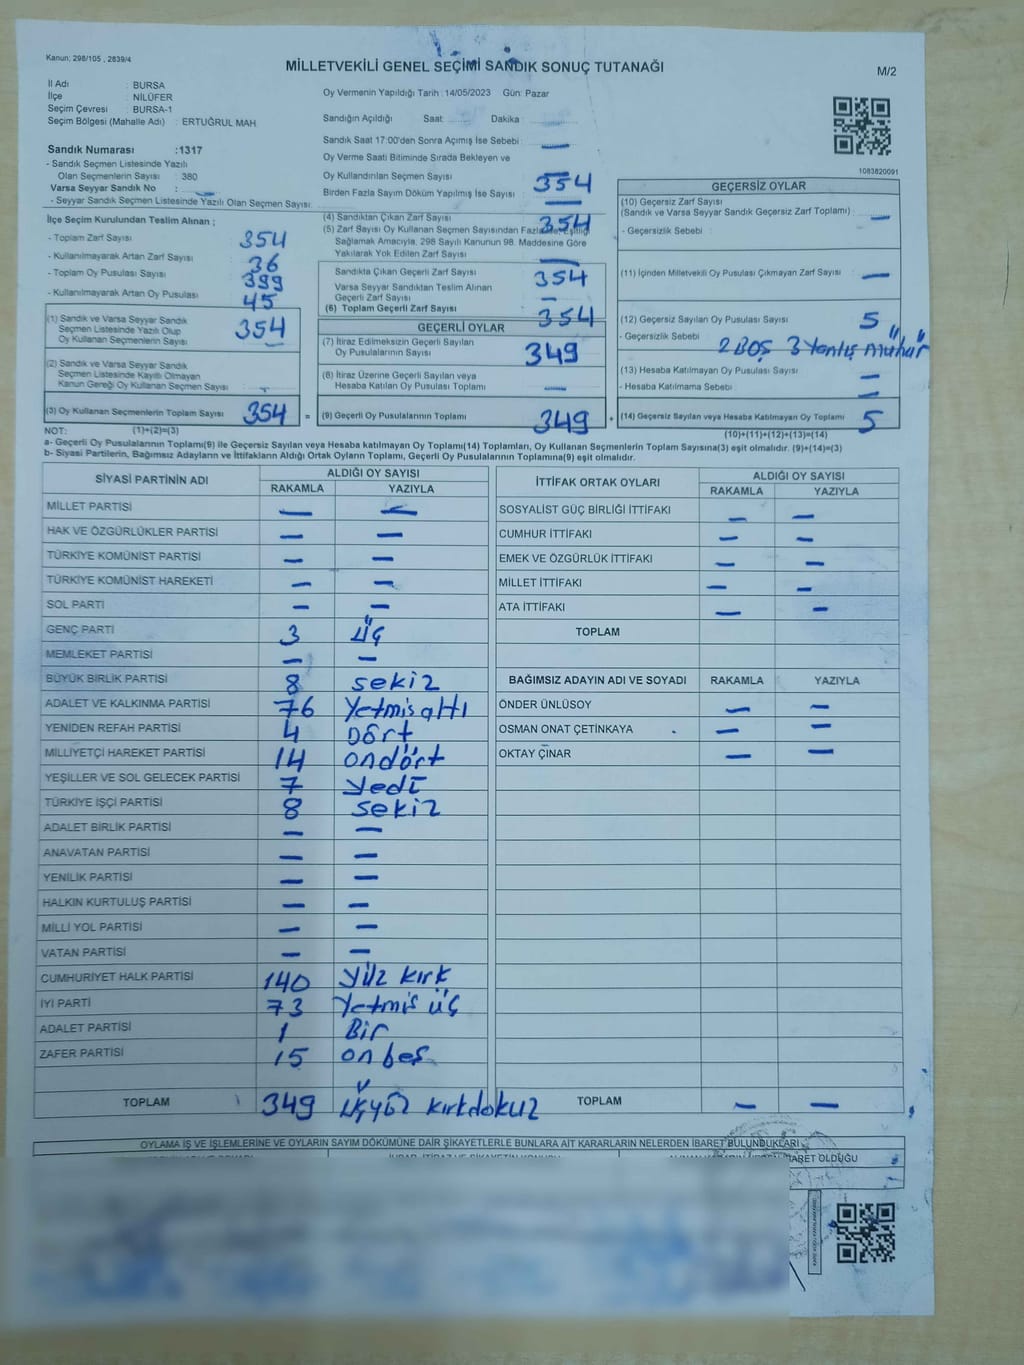 Kanun; 298/105 , 2839/4
MİLLETVEKİLİ GENEL SEÇİMİ SANDIK SONUÇ TUTANAĞI
M/2
İl Adı : BURSA
İlçe : NİLÜFER
Seçim Çevresi : BURSA-1
Seçim Bölgesi (Mahalle Adı) : ERTUĞRUL MAH.
Sandık Numarası :1317
- Sandık Seçmen Listesinde Yazılı
Olan Seçmenlerin Sayısı : 380
Varsa Seyyar Sandık No :
- Seyyar Sandık Seçmen Listesinde Yazılı Olan Seçmen Sayısı:
Oy Vermenin Yapıldığı Tarih : 14/05/2023 Gün: Pazar
Sandığın Açıldığı Saat: Dakika :
Sandık Saat 17:00'den Sonra Açımış İse Sebebi : —
Oy Verme Saati Bitiminde Sırada Bekleyen ve
Oy Kullandırılan Seçmen Sayısı : 354
Birden Fazla Sayım Döküm Yapılmış İse Sayısı : —
1083820091
İlçe Seçim Kurulundan Teslim Alınan ;
- Toplam Zarf Sayısı : 354
- Kullanılmayarak Artan Zarf Sayısı : 36
- Toplam Oy Pusulası Sayısı : 399
- Kullanılmayarak Artan Oy Pusulası : 45
(1) Sandık ve Varsa Seyyar Sandık
Seçmen Listesinde Yazılı Olup
Oy Kullanan Seçmenlerin Sayısı : 354
(2) Sandık ve Varsa Seyyar Sandık
Seçmen Listesinde Kayıtlı Olmayan
Kanun Gereği Oy Kullanan Seçmen Sayısı : -
(3) Oy Kullanan Seçmenlerin Toplam Sayısı 354 =
(4) Sandıktan Çıkan Zarf Sayısı : 354
(5) Zarf Sayısı Oy Kullanan Seçmen Sayısından Fazla ise, Eşitliği
Sağlamak Amacıyla, 298 Sayılı Kanunun 98. Maddesine Göre
Yakılarak Yok Edilen Zarf Sayısı : —
Sandıkta Çıkan Geçerli Zarf Sayısı : 354
Varsa Seyyar Sandıktan Teslim Alınan
Geçerli Zarf Sayısı : —
(6) Toplam Geçerli Zarf Sayısı : 354
GEÇERLİ OYLAR
(7) İtiraz Edilmeksizin Geçerli Sayılan
Oy Pusulalarının Sayısı : 349
(8) İtiraz Üzerine Geçerli Sayılan veya
Hesaba Katılan Oy Pusulası Toplamı : —
(9) Geçerli Oy Pusulalarının Toplamı 349 +
GEÇERSİZ OYLAR
(10) Geçersiz Zarf Sayısı
(Sandık ve Varsa Seyyar Sandık Geçersiz Zarf Toplamı) : —
- Geçersizlik Sebebi :
(11) İçinden Milletvekili Oy Pusulası Çıkmayan Zarf Sayısı : —
(12) Geçersiz Sayılan Oy Pusulası Sayısı : 5
- Geçersizlik Sebebi : 2 BOŞ 3 Yanlış mühür
(13) Hesaba Katılmayan Oy Pusulası Sayısı : —
- Hesaba Katılmama Sebebi : —
(14) Geçersiz Sayılan veya Hesaba Katılmayan Oy Toplamı 5
NOT: (1)+(2)=(3)
(10)+(11)+(12)+(13)=(14)
a- Geçerli Oy Pusulalarının Toplamı(9) ile Geçersiz Sayılan veya Hesaba katılmayan Oy Toplamı(14) Toplamları, Oy Kullanan Seçmenlerin Toplam Sayısına(3) eşit olmalıdır. (9)+(14)=(3)
b- Siyasi Partilerin, Bağımsız Adayların ve İttifakların Aldığı Ortak Oyların Toplamı, Geçerli Oy Pusulalarının Toplamına(9) eşit olmalıdır.
SİYASİ PARTİNİN ADI ALDIĞI OY SAYISI
RAKAMLA YAZIYLA
MİLLET PARTİSİ — —
HAK VE ÖZGÜRLÜKLER PARTİSİ — —
TÜRKİYE KOMÜNİST PARTİSİ — —
TÜRKİYE KOMÜNİST HAREKETİ — —
SOL PARTİ — —
GENÇ PARTİ 3 üç
MEMLEKET PARTİSİ — —
BÜYÜK BİRLİK PARTİSİ 8 sekiz
ADALET VE KALKINMA PARTİSİ 76 Yetmişaltı
YENİDEN REFAH PARTİSİ 4 Dört
MİLLİYETÇİ HAREKET PARTİSİ 14 ondört
YEŞİLLER VE SOL GELECEK PARTİSİ 7 yedi
TÜRKİYE İŞÇİ PARTİSİ 8 sekiz
ADALET BİRLİK PARTİSİ — —
ANAVATAN PARTİSİ — —
YENİLİK PARTİSİ — —
HALKIN KURTULUŞ PARTİSİ — —
MİLLİ YOL PARTİSİ — —
VATAN PARTİSİ — —
CUMHURİYET HALK PARTİSİ 140 yüz kırk
İYİ PARTİ 73 Yetmiş üç
ADALET PARTİSİ 1 Bir
ZAFER PARTİSİ 15 onbeş
TOPLAM 349 üçyüz kırkdokuz
İTTİFAK ORTAK OYLARI ALDIĞI OY SAYISI
RAKAMLA YAZIYLA
SOSYALİST GÜÇ BİRLİĞİ İTTİFAKI — —
CUMHUR İTTİFAKI — —
EMEK VE ÖZGÜRLÜK İTTİFAKI — —
MİLLET İTTİFAKI — —
ATA İTTİFAKI — —
TOPLAM
BAĞIMSIZ ADAYIN ADI VE SOYADI RAKAMLA YAZIYLA
ÖNDER ÜNLÜSOY — —
OSMAN ONAT ÇETİNKAYA — —
OKTAY ÇINAR — —
TOPLAM — —
OYLAMA İŞ VE İŞLEMLERİNE VE OYLARIN SAYIM DÖKÜMÜNE DAİR ŞİKAYETLERLE BUNLARA AİT KARARLARIN NELERDEN İBARET BULUNDUKLARI
İBARET OLDUĞU